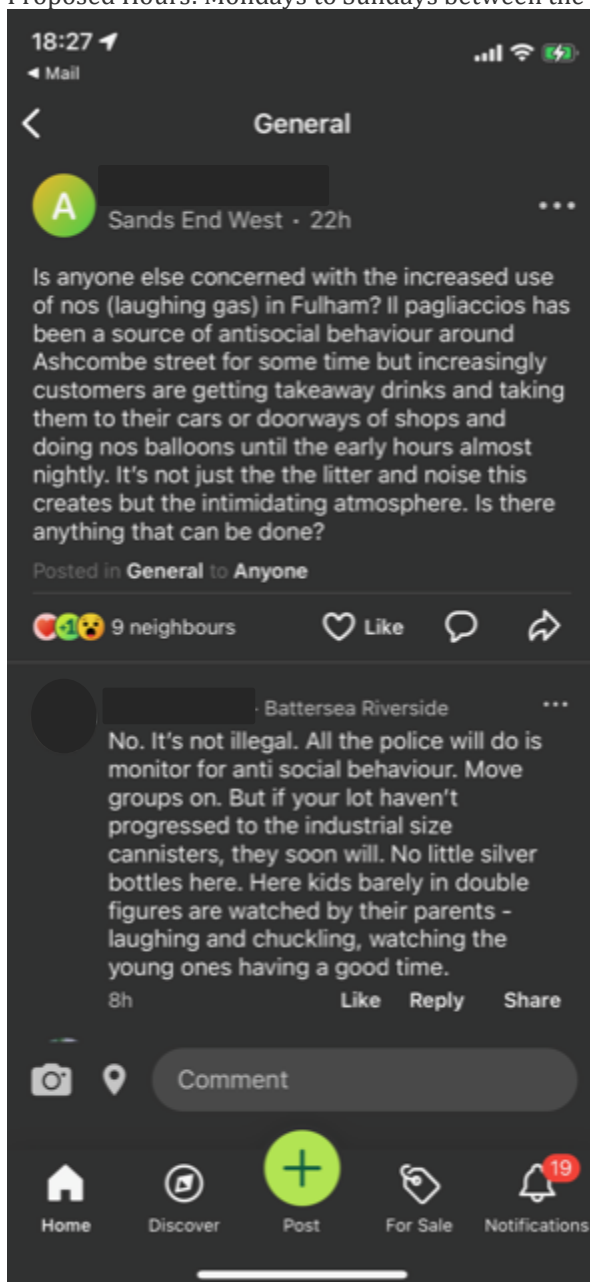 Proposed Hours: Mondays to Sundays between the
18:27
◀ Mail
General
A
Sands End West · 22h
Is anyone else concerned with the increased use
of nos (laughing gas) in Fulham? Il pagliaccios has
been a source of antisocial behaviour around
Ashcombe street for some time but increasingly
customers are getting takeaway drinks and taking
them to their cars or doorways of shops and
doing nos balloons until the early hours almost
nightly. It's not just the the litter and noise this
creates but the intimidating atmosphere. Is there
anything that can be done?
Posted in General to Anyone
+1 9 neighbours Like
· Battersea Riverside
No. It's not illegal. All the police will do is
monitor for anti social behaviour. Move
groups on. But if your lot haven't
progressed to the industrial size
cannisters, they soon will. No little silver
bottles here. Here kids barely in double
figures are watched by their parents -
laughing and chuckling, watching the
young ones having a good time.
8h Like Reply Share
Comment
19
Home Discover Post For Sale Notifications